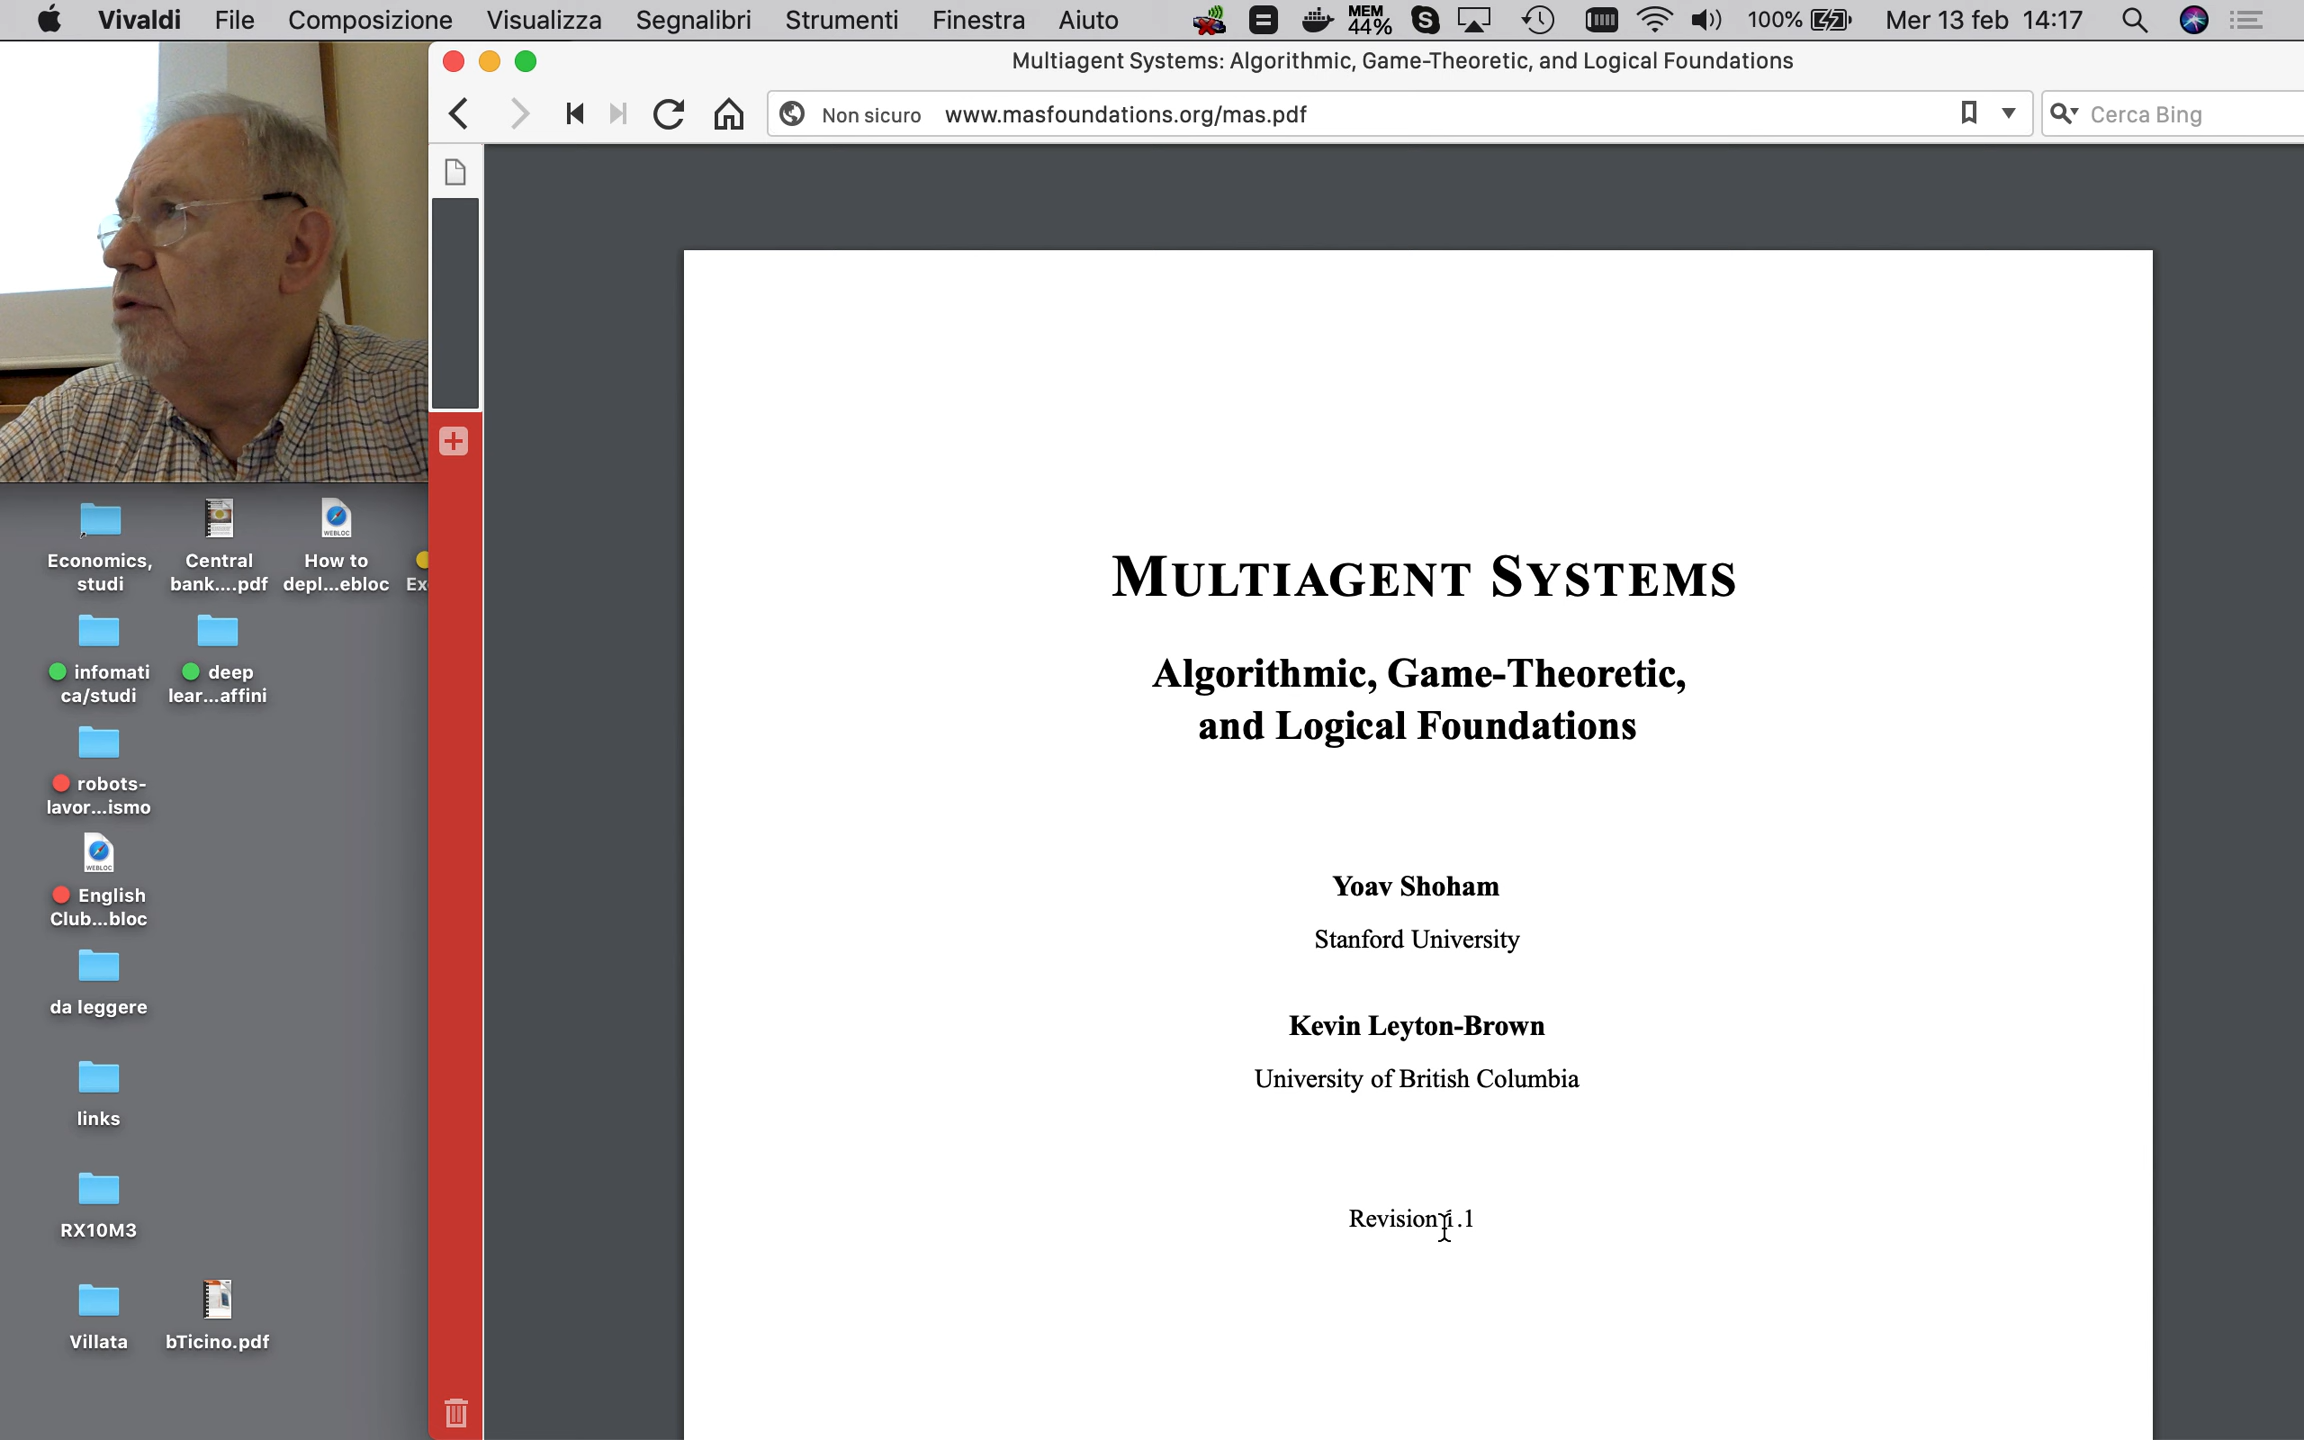 Vivaldi File Composizione Visualizza Segnalibri Strumenti Finestra Aiuto MEM 44% 100% Mer 13 feb 14:17
Multiagent Systems: Algorithmic, Game-Theoretic, and Logical Foundations
Non sicuro www.masfoundations.org/mas.pdf Cerca Bing
MULTIAGENT SYSTEMS
Algorithmic, Game-Theoretic,
and Logical Foundations
Yoav Shoham
Stanford University
Kevin Leyton-Brown
University of British Columbia
Revision 1.1
Economics,
studi
Central
bank....pdf
WEBLOC
How to
depl...ebloc
Ex
infomati
ca/studi
deep
lear...affini
robots-
lavor...ismo
WEBLOC
English
Club...bloc
da leggere
links
RX10M3
Villata
bTicino.pdf